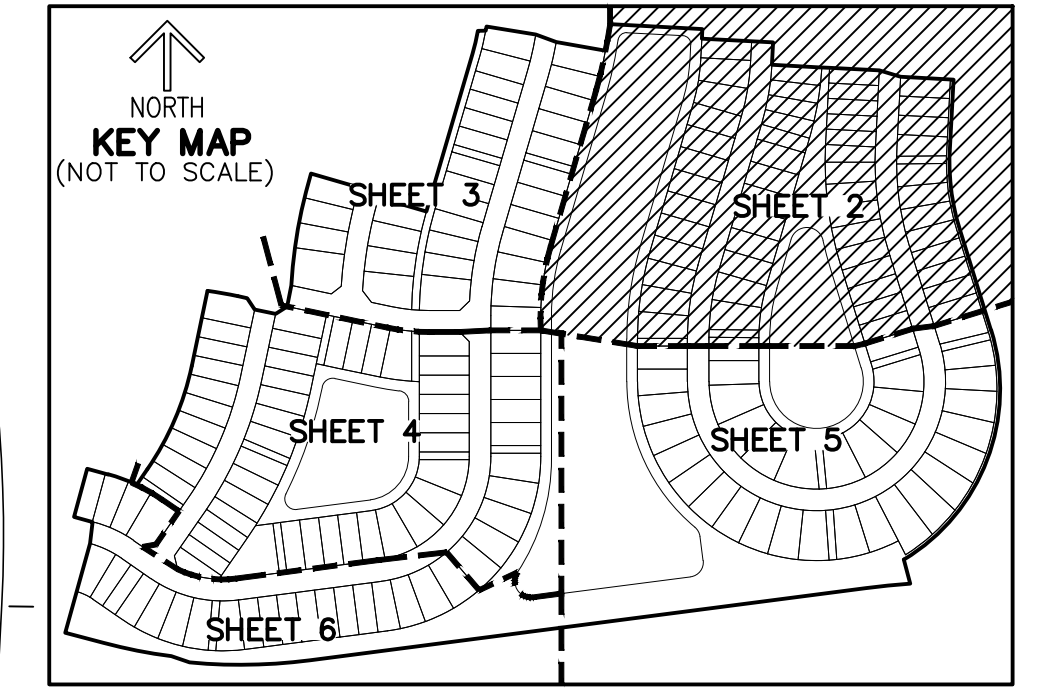 NORTH
KEY MAP
(NOT TO SCALE)
SHEET 3
SHEET 2
SHEET 4
SHEET 5
SHEET 6